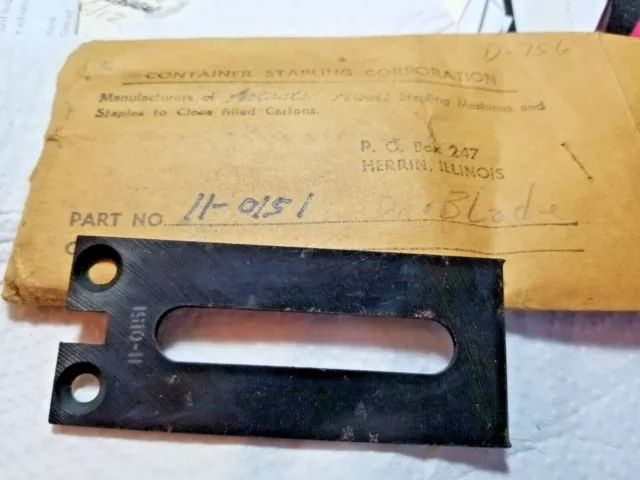 D-756
CONTAINER STAPLING CORPORATION
Manufacturers of Stapling Machines and
Staples to Close filled Cartons.
P. O. Box 247
HERRIN, ILLINOIS
PART NO 11-0151 Blade
11-0151